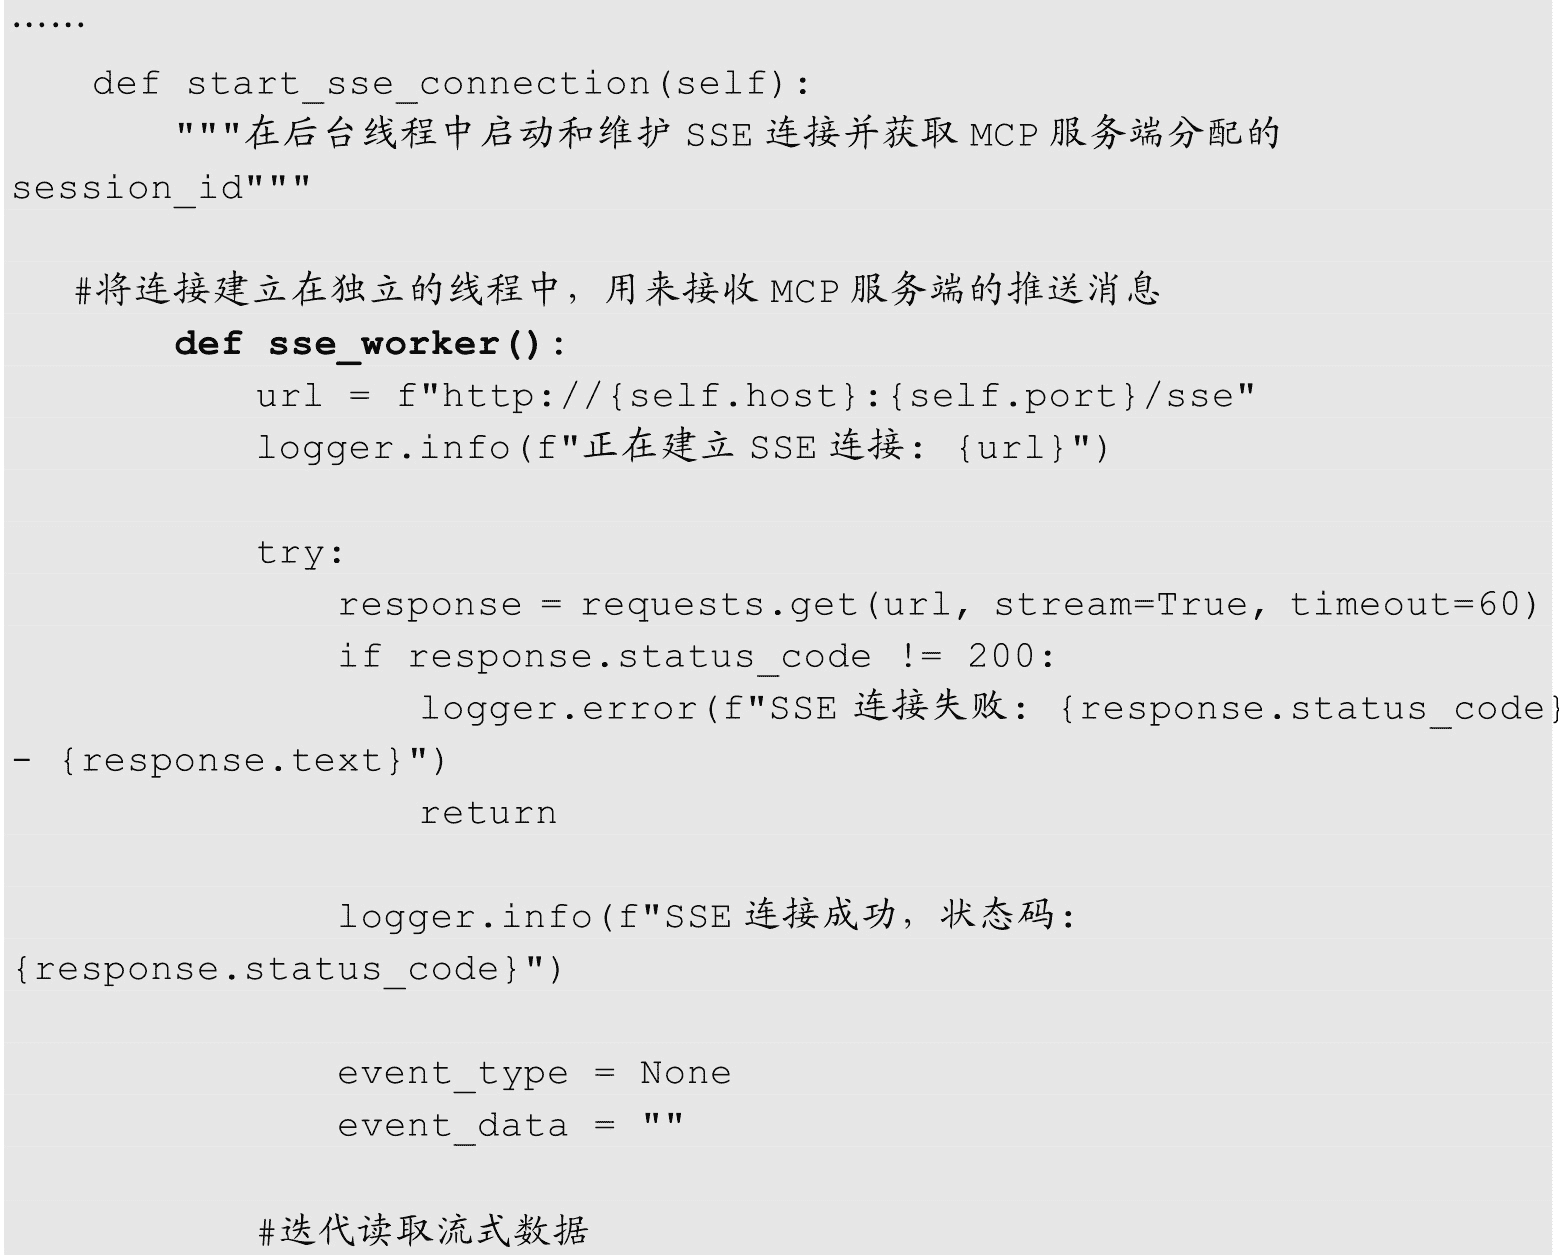 ……
    def start_sse_connection(self):
        """在后台线程中启动和维护 SSE 连接并获取 MCP 服务端分配的
session_id"""
   #将连接建立在独立的线程中，用来接收 MCP 服务端的推送消息
        def sse_worker():
            url = f"http://{self.host}:{self.port}/sse"
            logger.info(f"正在建立 SSE 连接： {url}")
            try:
                response = requests.get(url, stream=True, timeout=60)
                if response.status_code != 200:
                    logger.error(f"SSE 连接失败： {response.status_code}
- {response.text}")
                    return
                logger.info(f"SSE 连接成功，状态码：
{response.status_code}")
                event_type = None
                event_data = ""
            #迭代读取流式数据